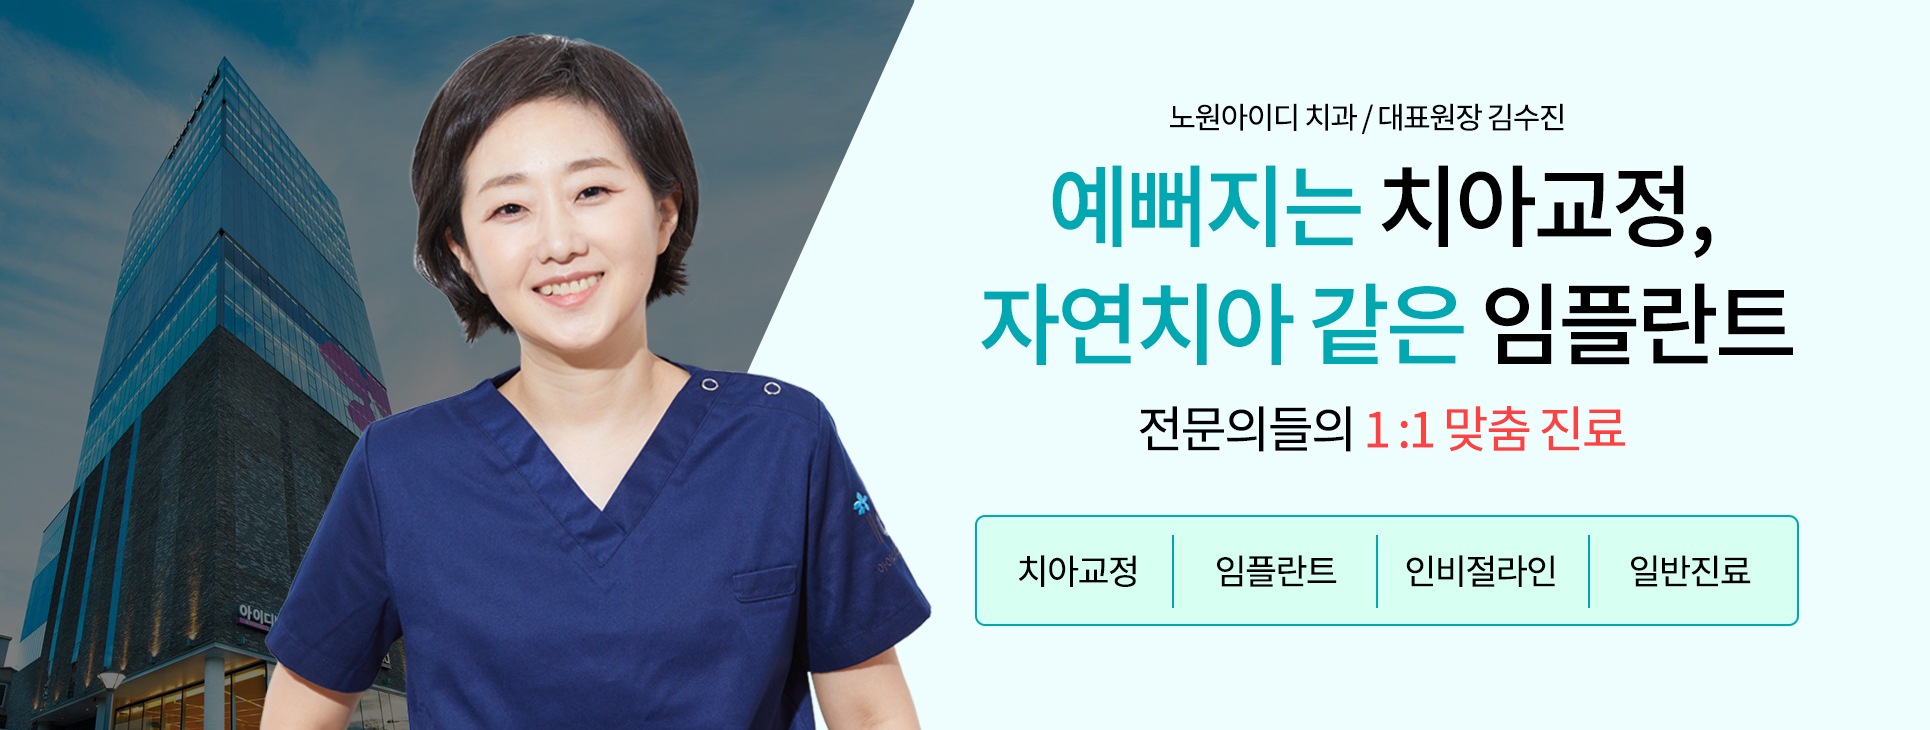 노원아이디 치과 / 대표원장 김수진
예뻐지는 치아교정,
자연치아 같은 임플란트
전문의들의 1 :1 맞춤 진료
치아교정 임플란트 인비절라인 일반진료
아이디